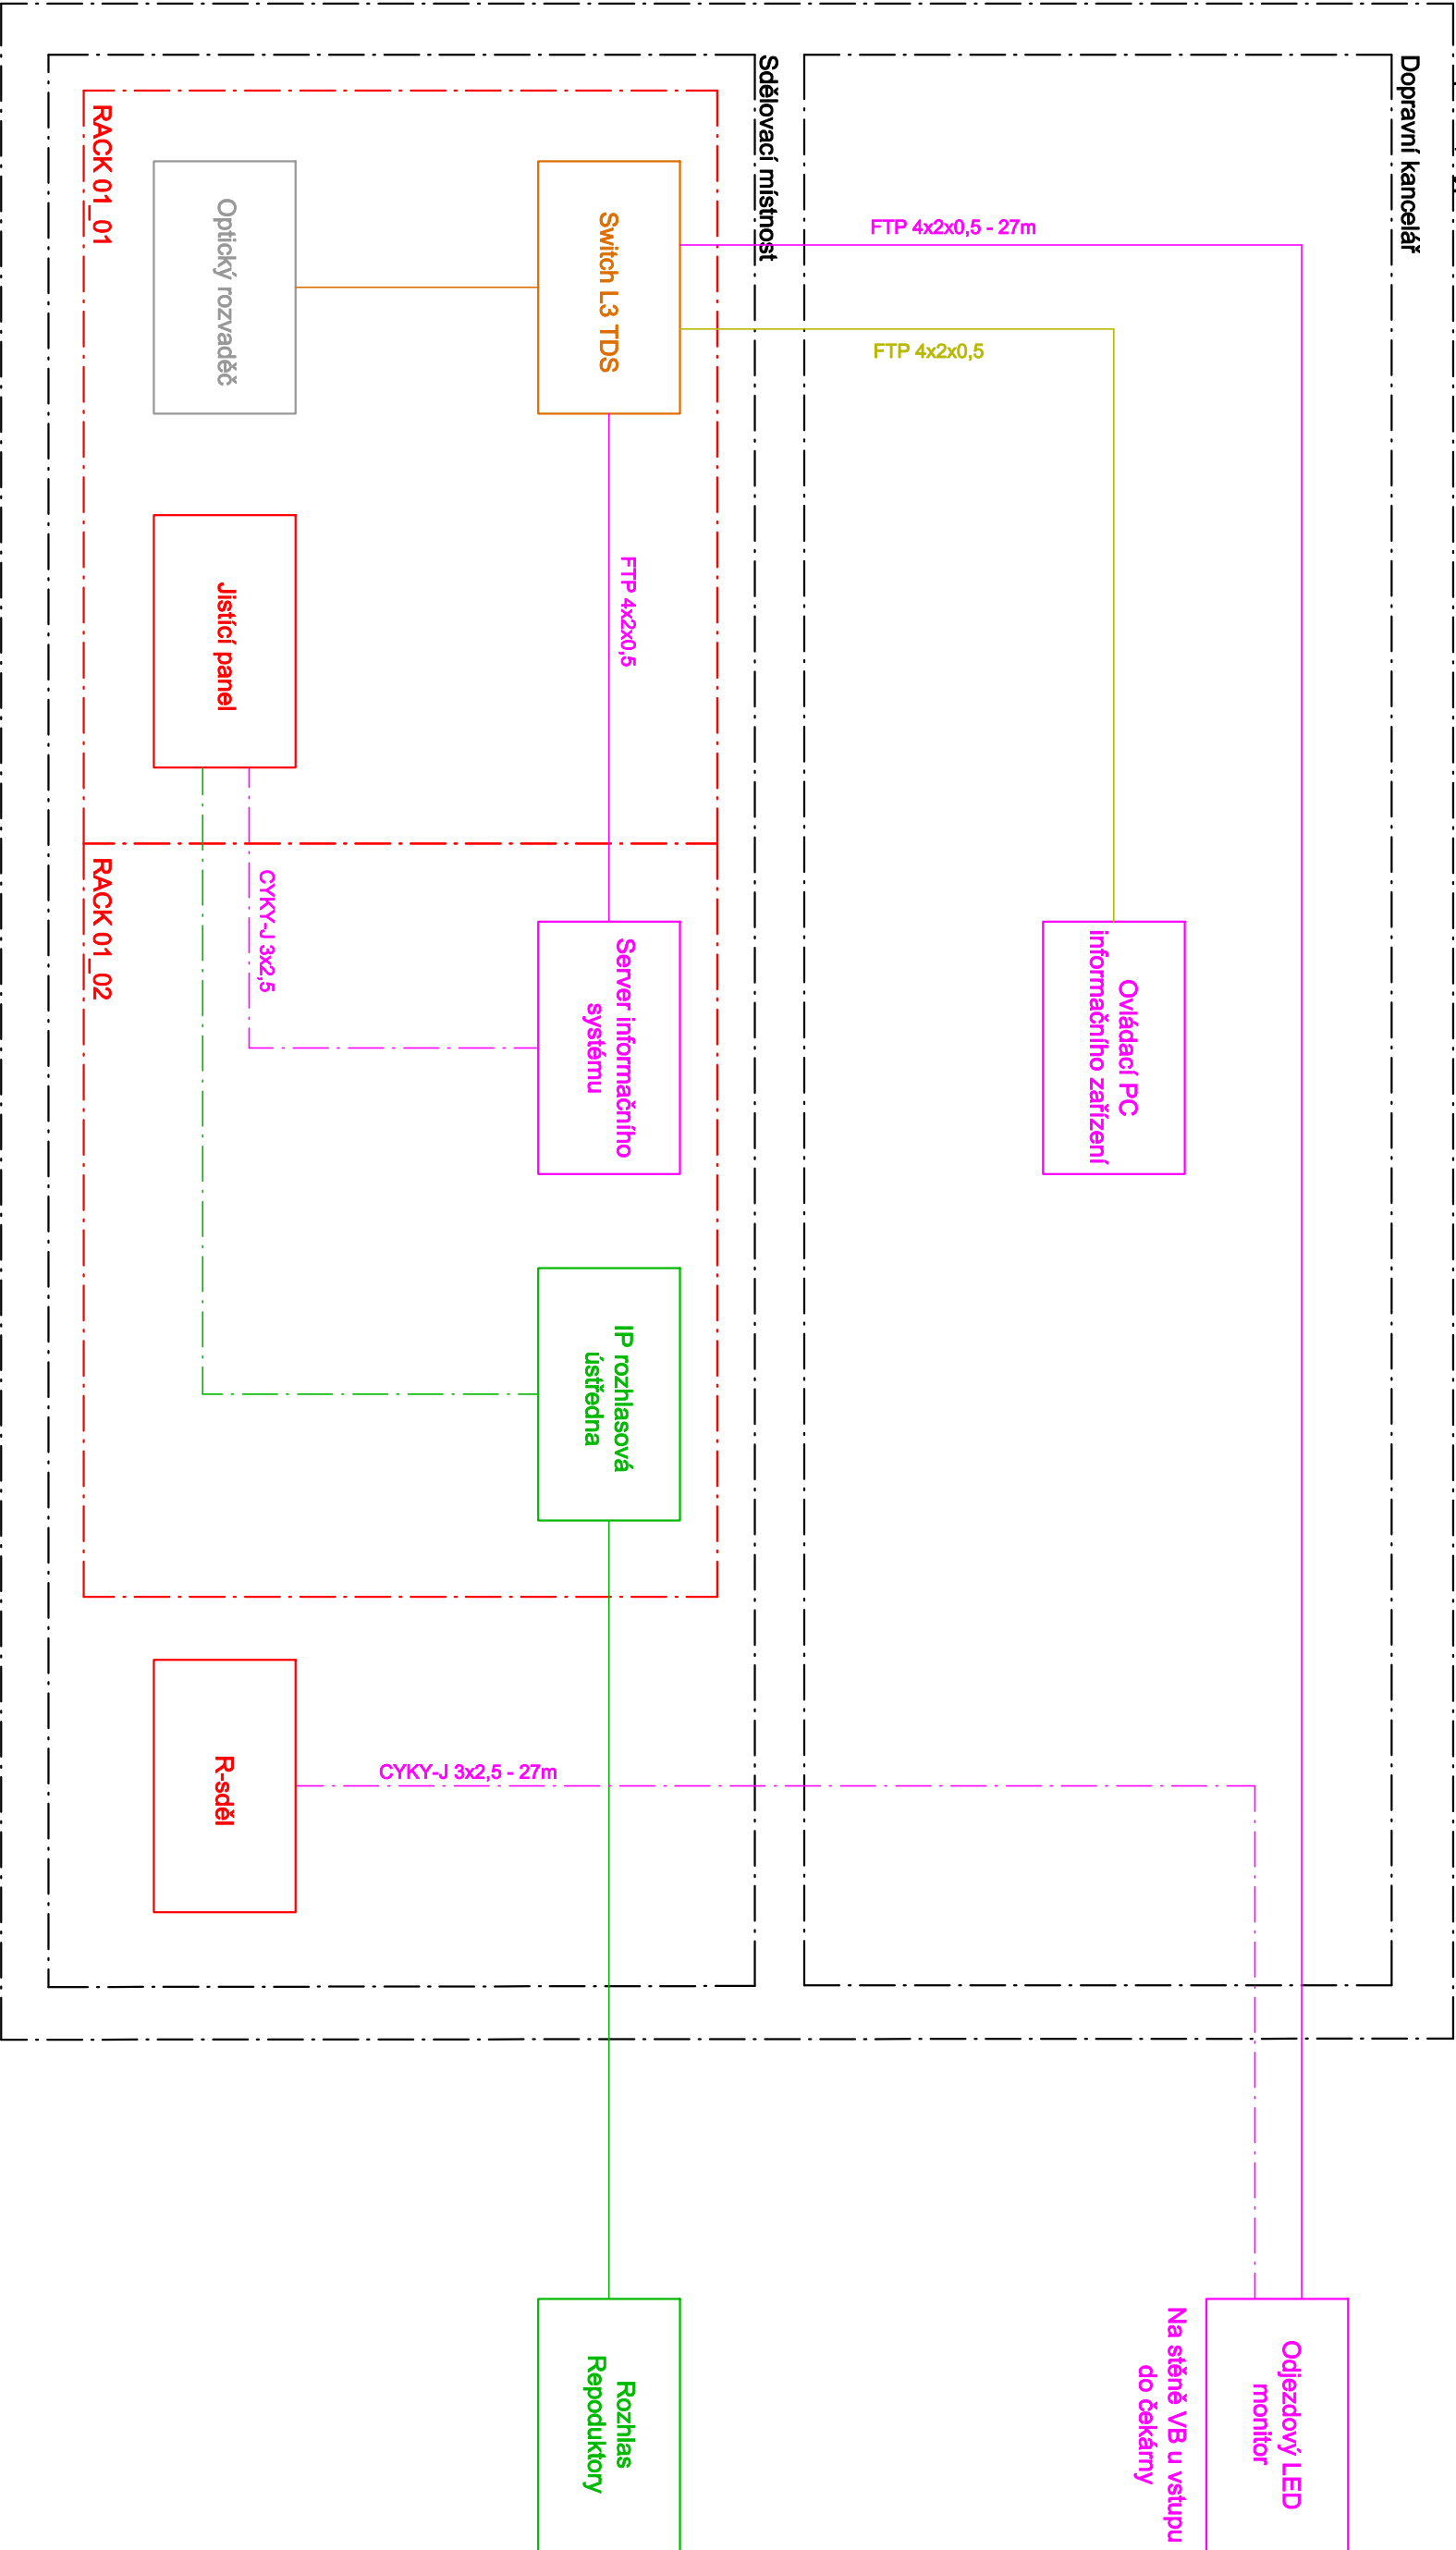 Dopravní kancelář
FTP 4x2x0,5 - 27m
FTP 4x2x0,5
Ovládací PC
informačního zařízení
Odjezdový LED
monitor
Na stěně VB u vstupu
do čekárny
Sdělovací místnost
Switch L3 TDS
FTP 4x2x0,5
Server informačního
systému
IP rozhlasová
ústředna
Rozhlas
Repoduktory
Optický rozvaděč
Jistící panel
CYKY-J 3x2,5
R-sděl
CYKY-J 3x2,5 - 27m
RACK 01_01
RACK 01_02